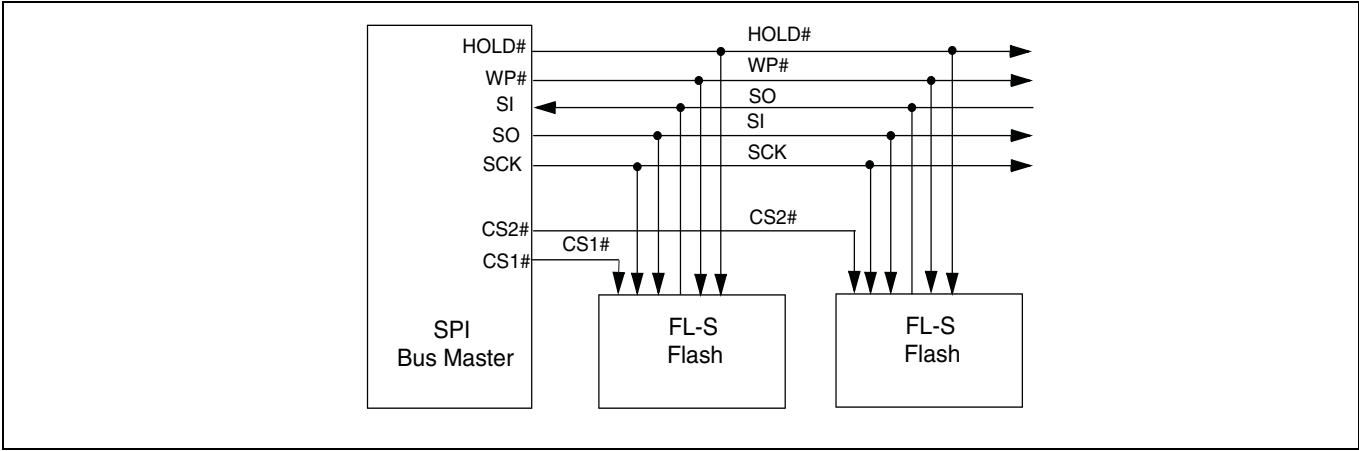 HOLD# HOLD#
WP# WP#
SI SO
SO SI
SCK SCK
CS2# CS2#
CS1# CS1#
SPI
Bus Master
FL-S
Flash
FL-S
Flash